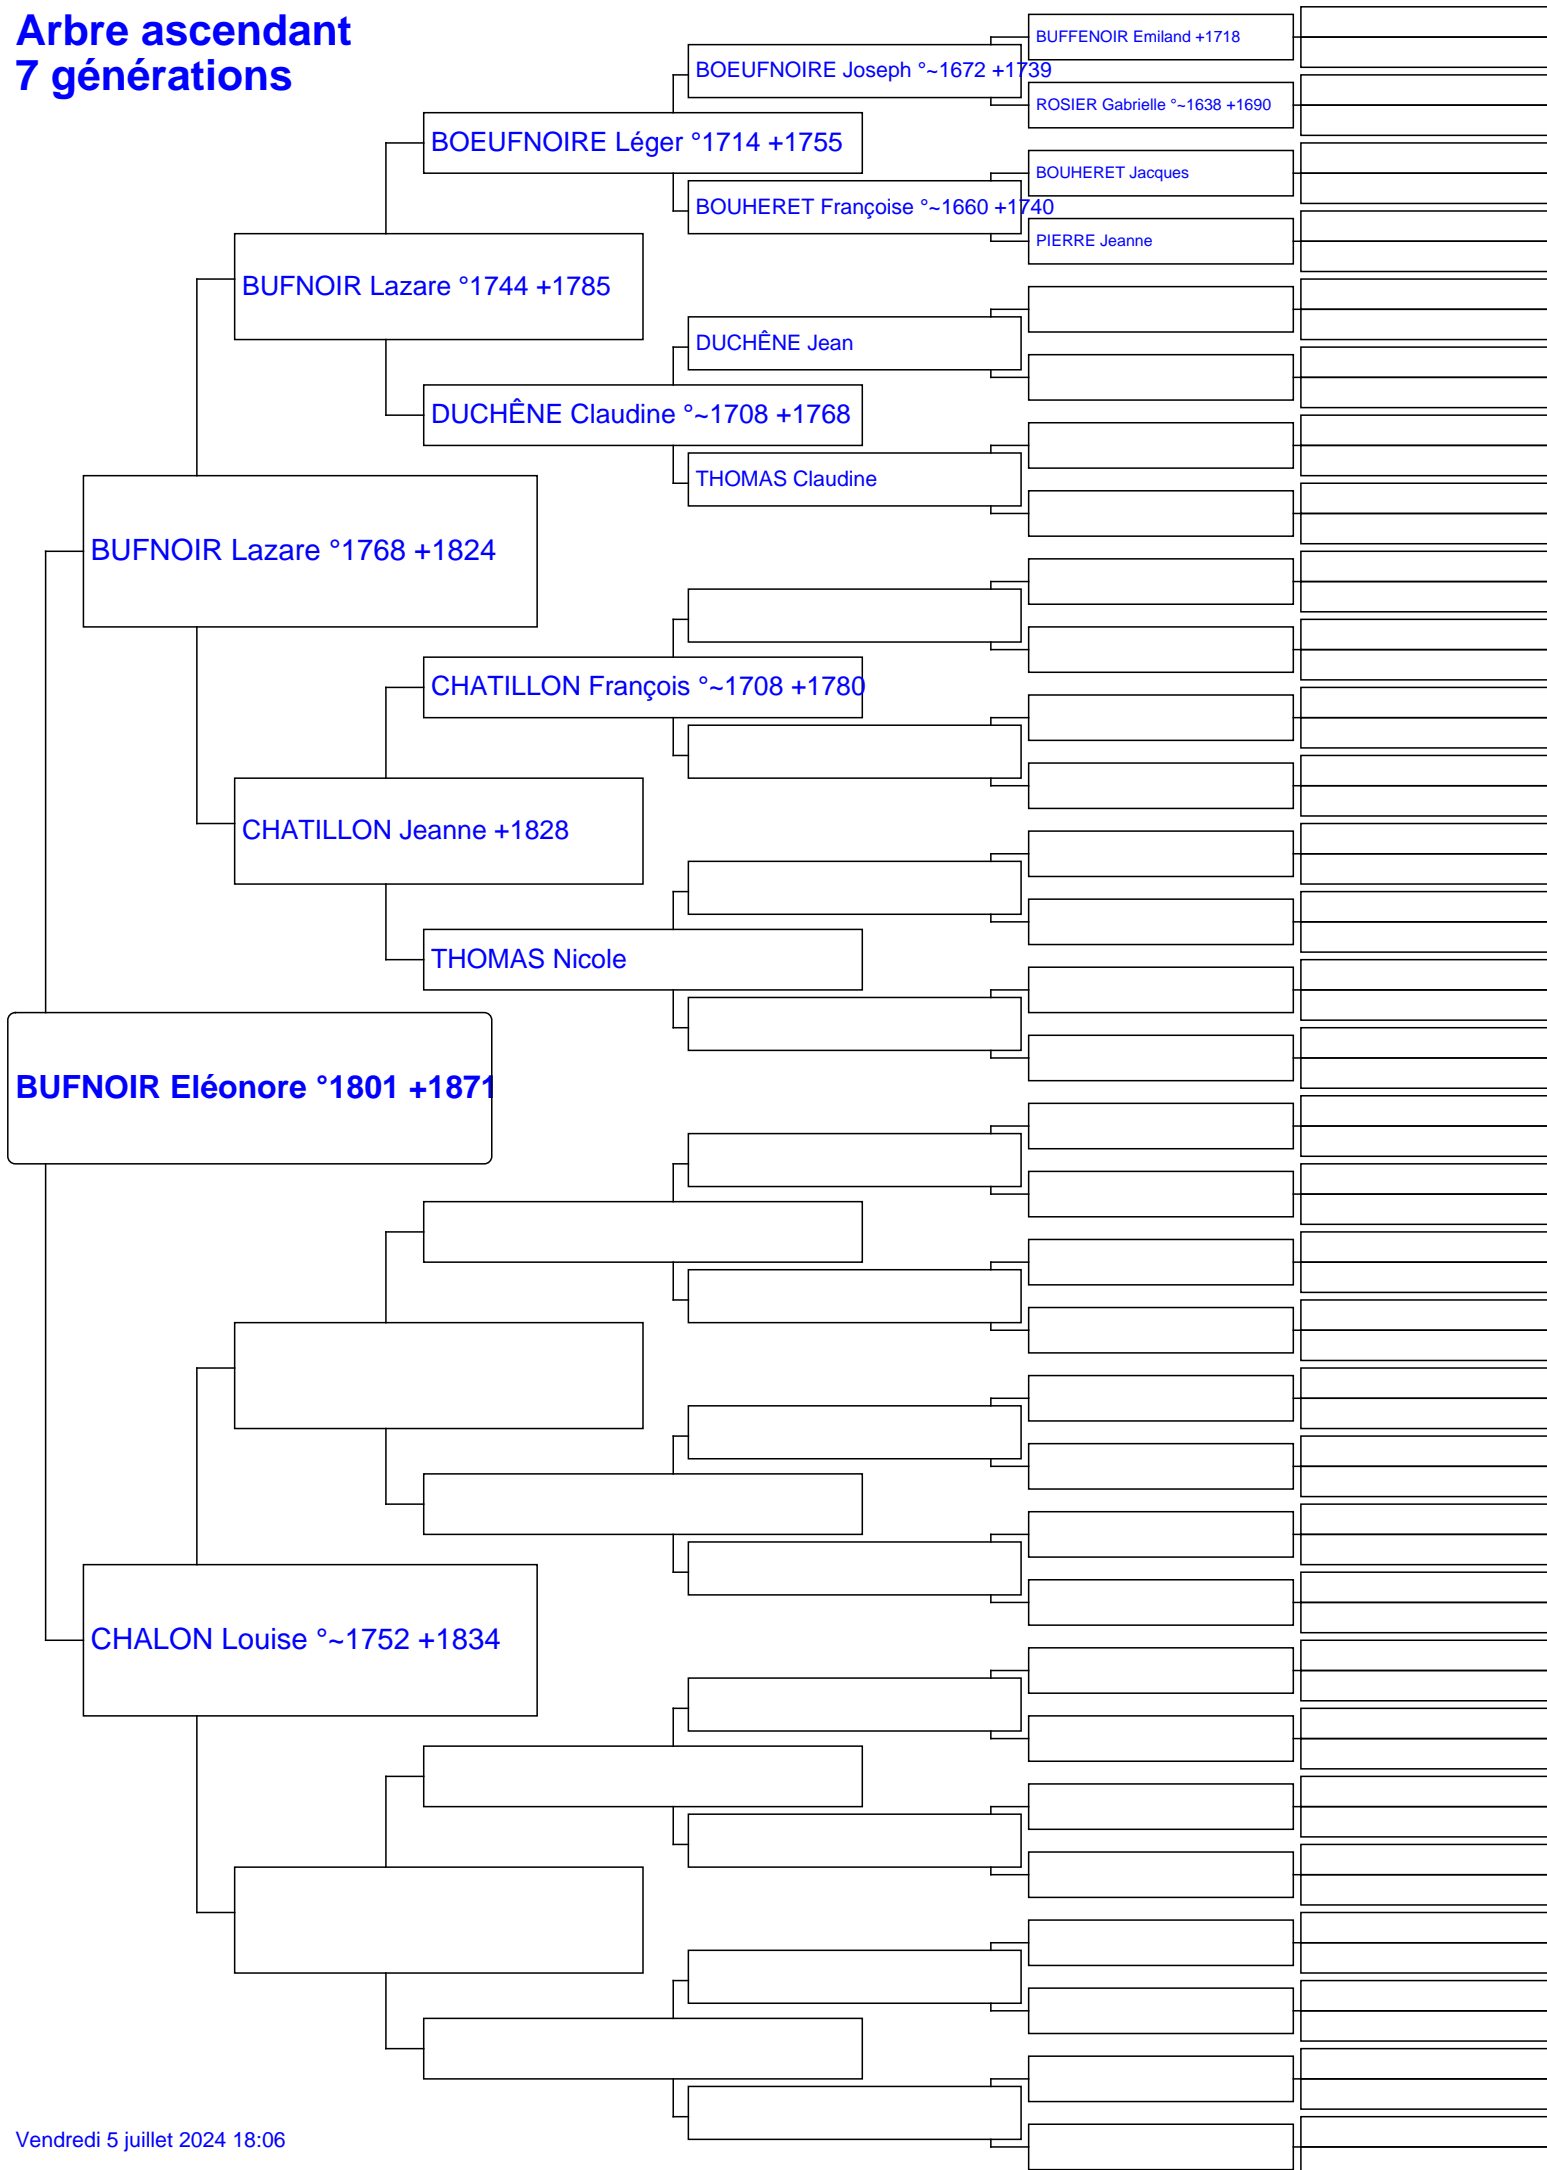 Arbre ascendant
7 générations
BUFFENOIR Emiland +1718
BOEUFNOIRE Joseph °~1672 +1739
ROSIER Gabrielle °~1638 +1690
BOEUFNOIRE Léger °1714 +1755
BOUHERET Jacques
BOUHERET Françoise °~1660 +1740
PIERRE Jeanne
BUFNOIR Lazare °1744 +1785
DUCHÊNE Jean
DUCHÊNE Claudine °~1708 +1768
THOMAS Claudine
BUFNOIR Lazare °1768 +1824
CHATILLON François °~1708 +1780
CHATILLON Jeanne +1828
THOMAS Nicole
BUFNOIR Eléonore °1801 +1871
CHALON Louise °~1752 +1834
Vendredi 5 juillet 2024 18:06